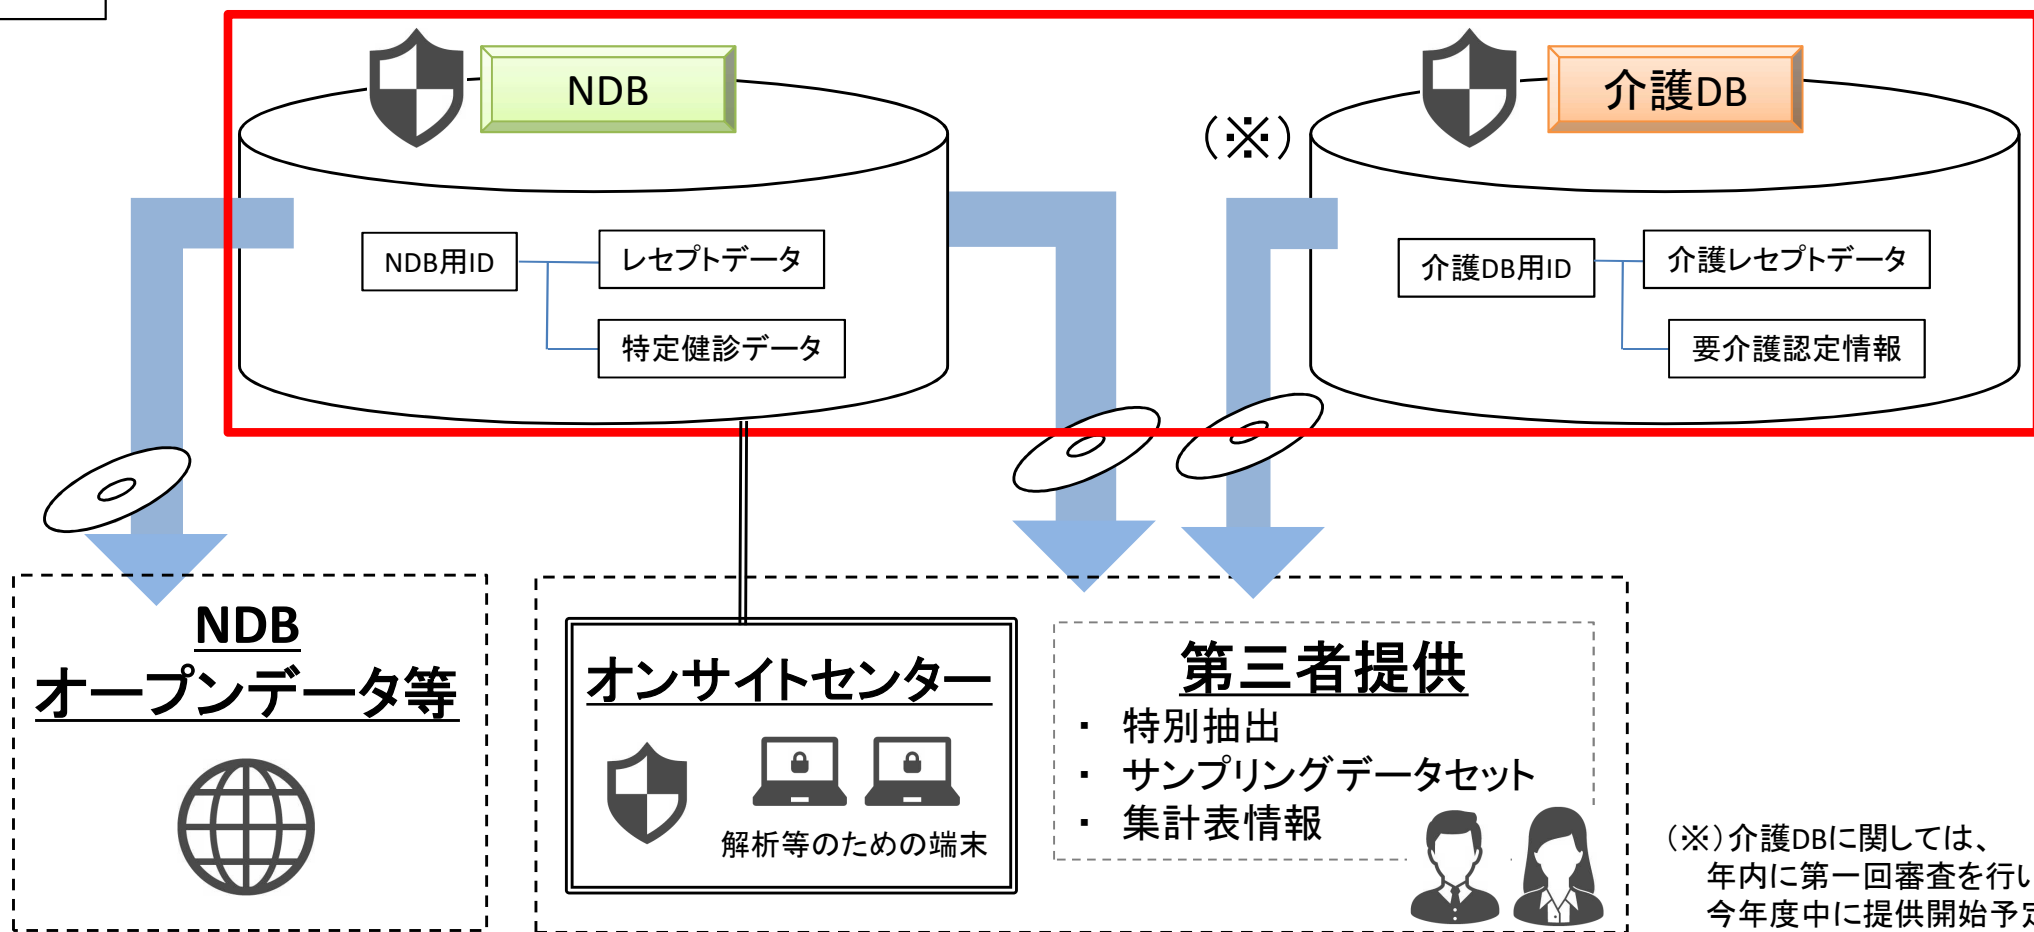 NDB
介護DB
(※)
NDB用ID
レセプトデータ
特定健診データ
介護DB用ID
介護レセプトデータ
要介護認定情報
NDB
オープンデータ等
オンサイトセンター
解析等のための端末
第三者提供
・ 特別抽出
・ サンプリングデータセット
・ 集計表情報
(※)介護DBに関しては、
年内に第一回審査を行い
今年度中に提供開始予定